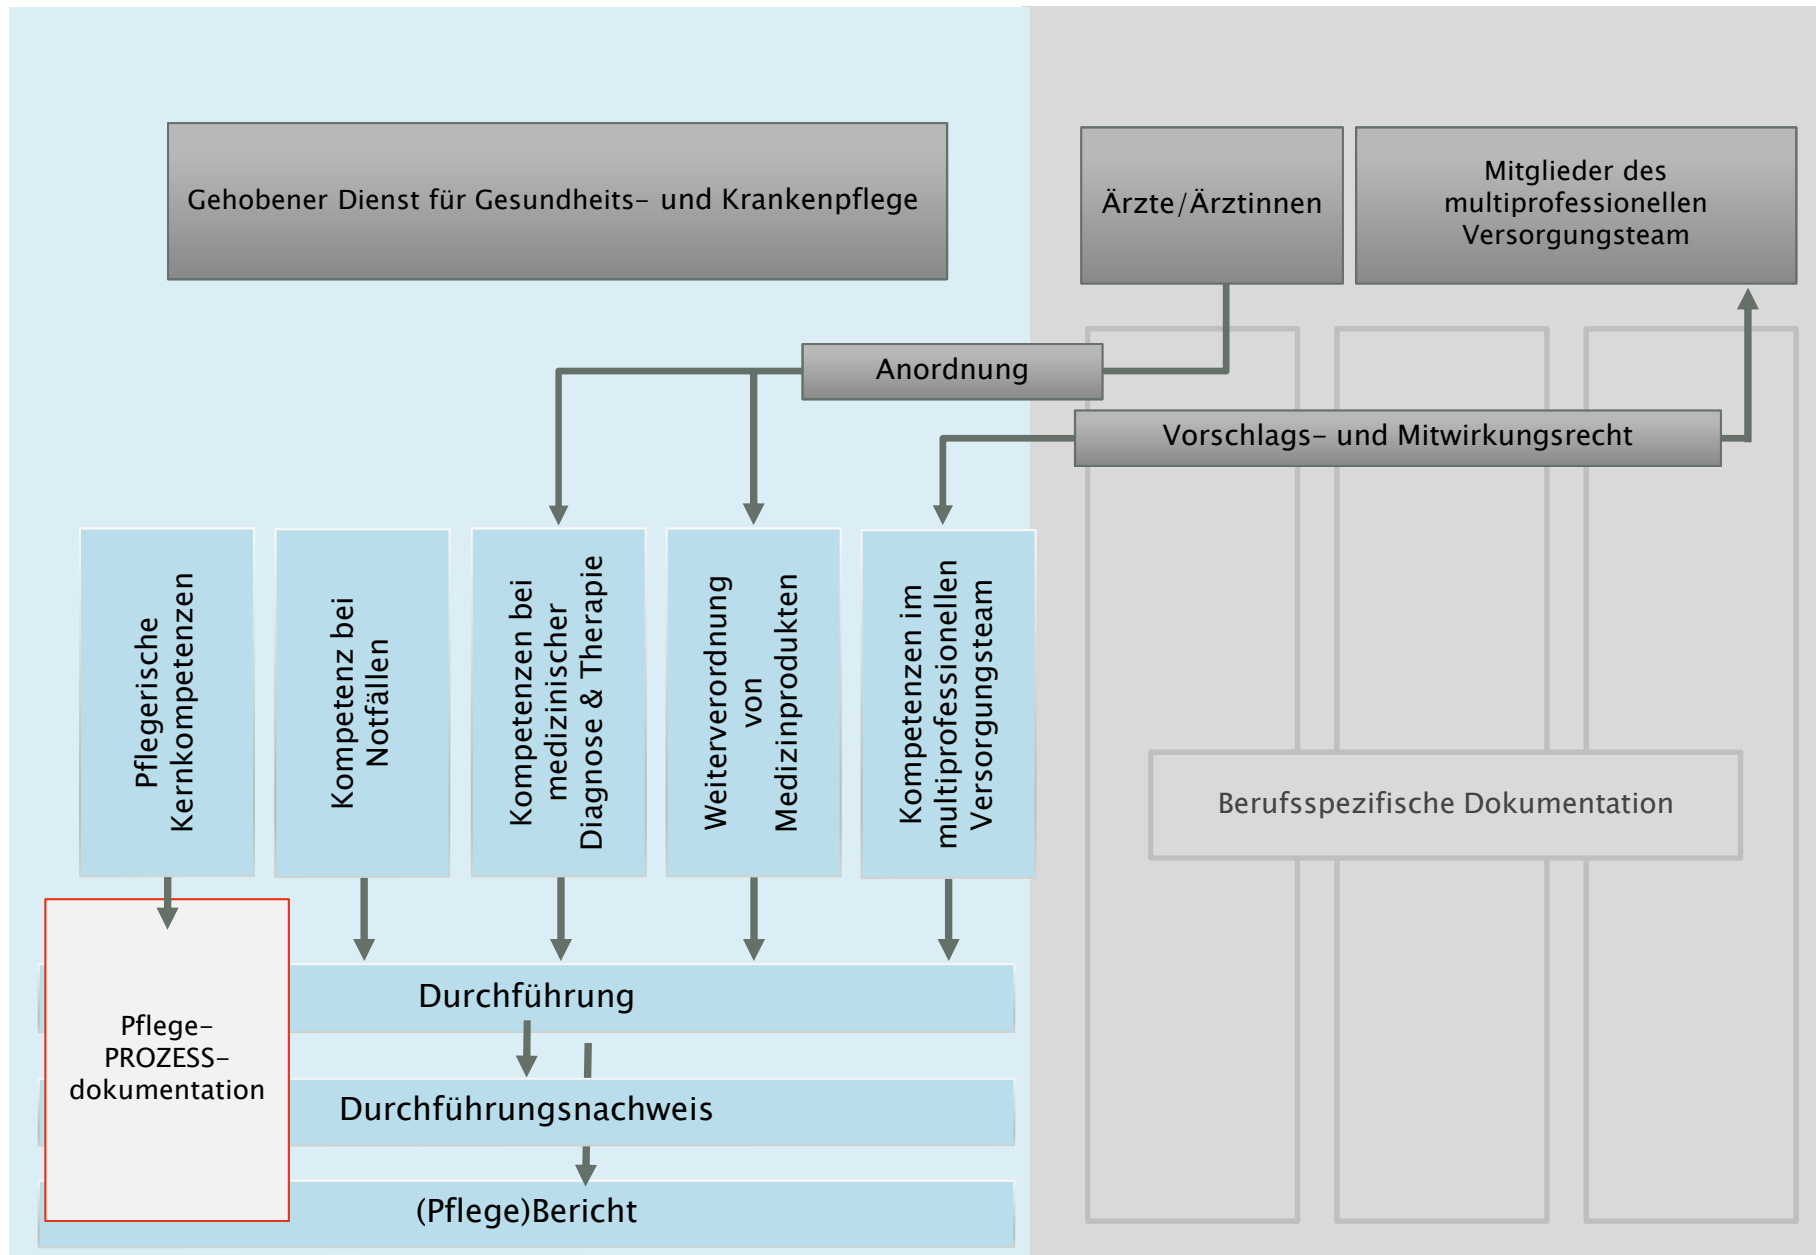 Gehobener Dienst für Gesundheits- und Krankenpflege
Ärzte/Ärztinnen
Mitglieder des
multiprofessionellen
Versorgungsteam
Anordnung
Vorschlags- und Mitwirkungsrecht
Pflegerische
Kernkompetenzen
Kompetenz bei
Notfällen
Kompetenzen bei
medizinischer
Diagnose & Therapie
Weiterverordnung
von
Medizinprodukten
Kompetenzen im
multiprofessionellen
Versorgungsteam
Berufsspezifische Dokumentation
Pflege-
PROZESS-
dokumentation
Durchführung
Durchführungsnachweis
(Pflege)Bericht